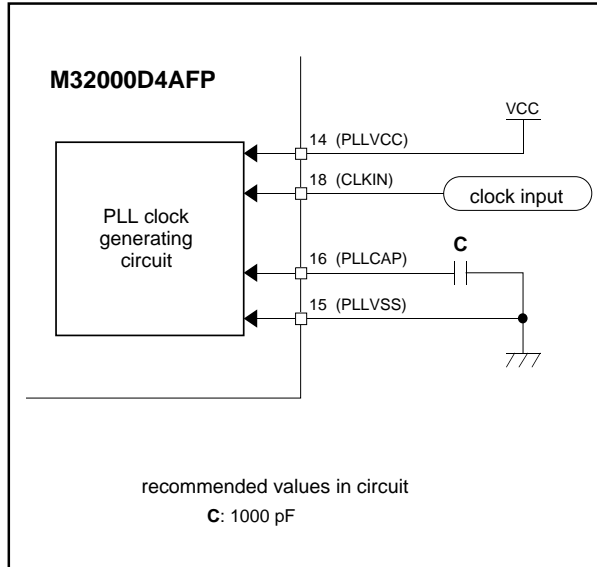 M32000D4AFP
VCC
14 (PLLVCC)
18 (CLKIN)
clock input
PLL clock
generating
circuit
C
16 (PLLCAP)
15 (PLLVSS)
recommended values in circuit
C: 1000 pF